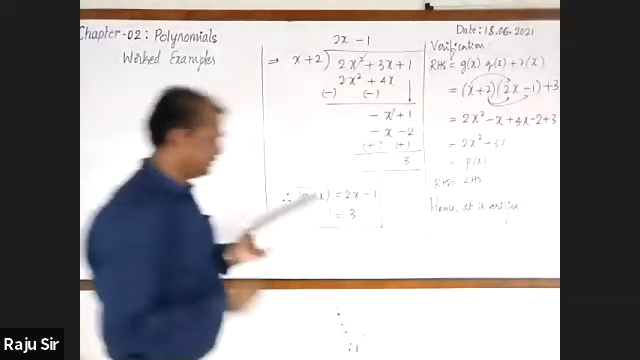 Chapter-02: Polynomials
Worked Examples
2x - 1
⇒ x+2) 2x² + 3x + 1
2x² + 4x
(-) (-)
- x + 1
- x - 2
(+) (+)
3
∴ (x) = 2x - 1
= 3
Date: 18.06.2021
Verification:
RHS = g(x) q(x) + r(x)
= (x+2)(2x-1)+3
= 2x² - x + 4x - 2 + 3
= 2x² + 3x
= p(x)
RHS = LHS
Hence, it is verified
Raju Sir